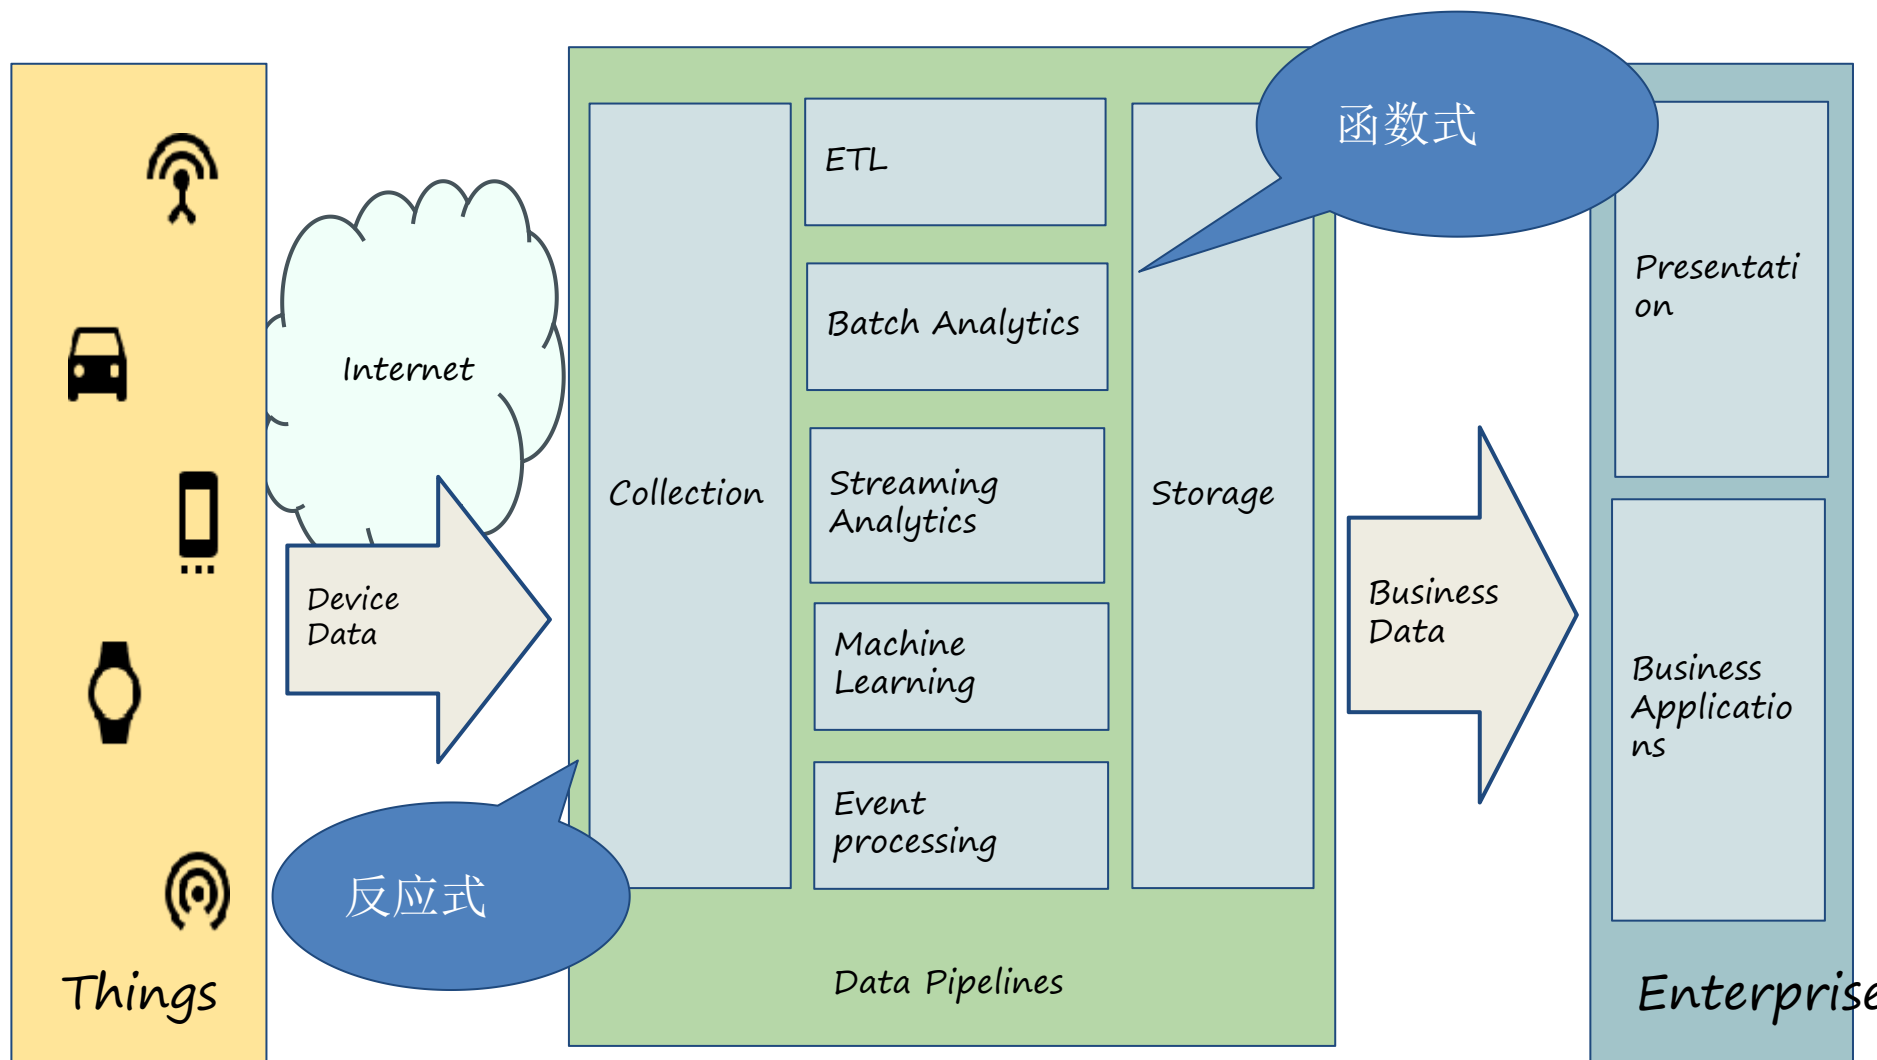 函数式
ETL
Presentati
on
Batch Analytics
Internet
Collection
Streaming
Analytics
Storage
Device
Data
Business
Data
Machine
Learning
Business
Applicatio
ns
Event
processing
反应式
Things
Data Pipelines
Enterprise